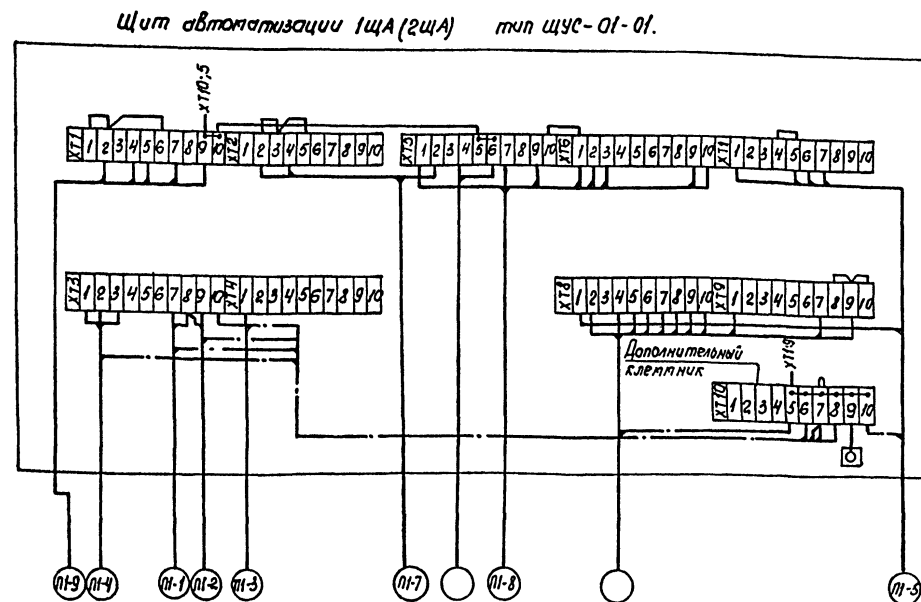 Щит автоматизации 1ЩА (2ЩА) тип ЩУС-01-01.
ХТ10;5
ХТ1 1 2 3 4 5 6 7 8 9 10 ХТ2 1 2 3 4 5 6 7 8 9 10
ХТ5 1 2 3 4 5 6 7 8 9 10 ХТ6 1 2 3 4 5 6 7 8 9 10 ХТ1 1 2 3 4 5 6 7 8 9 10
ХТ3 1 2 3 4 5 6 7 8 9 10 ХТ4 1 2 3 4 5 6 7 8 9 10
ХТ8 1 2 3 4 5 6 7 8 9 10 ХТ9 1 2 3 4 5 6 7 8 9 10
Дополнительный
клеммник
ХТ1:9
ХТ10 1 2 3 4 5 6 7 8 9 10
П1-9 П1-4 П1-1 П1-2 П1-3 П1-7 П1-8 П1-5